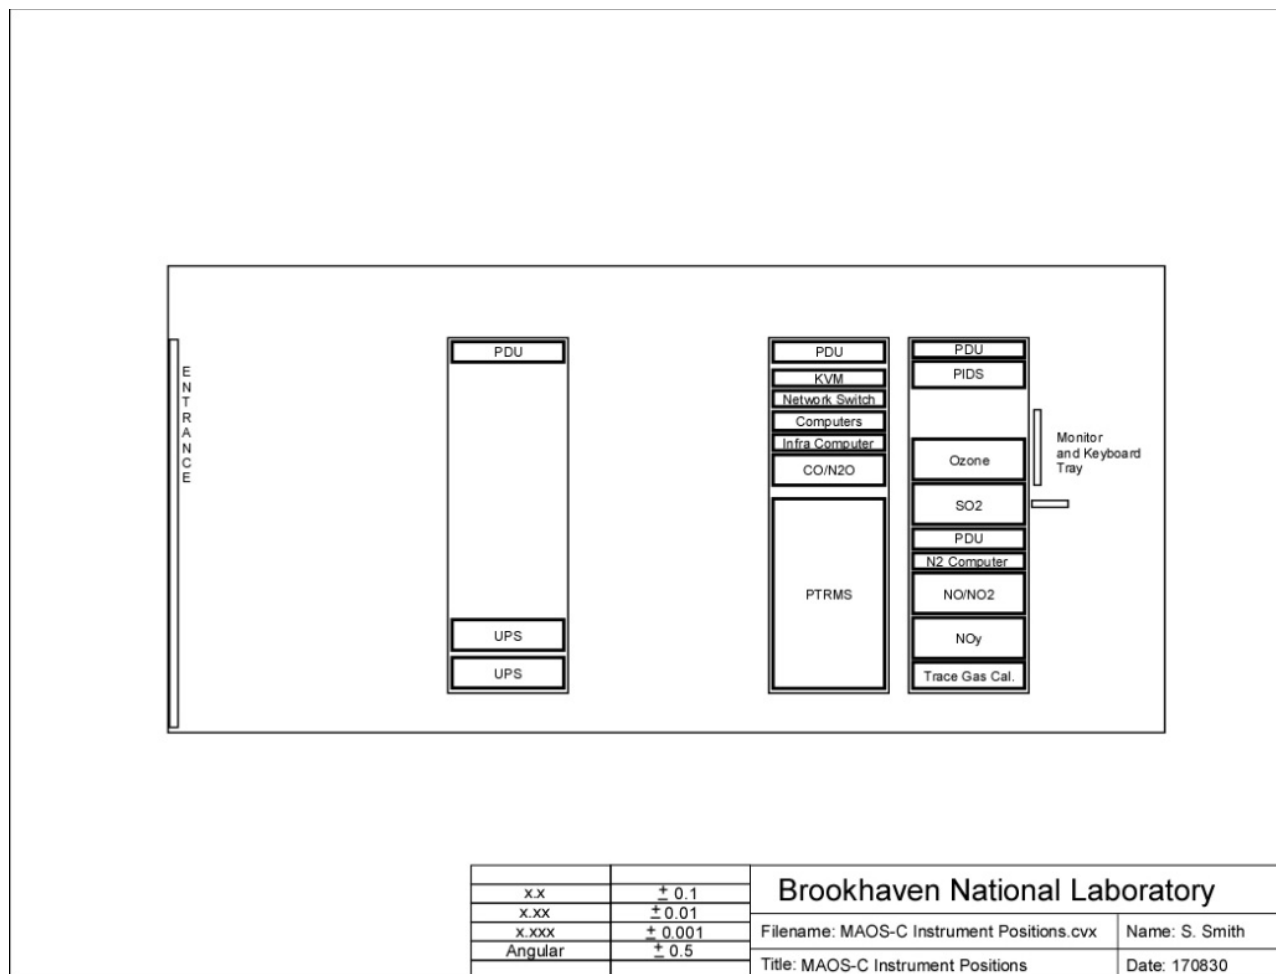 ENTRANCE
PDU
UPS
UPS
PDU
KVM
Network Switch
Computers
Infra Computer
CO/N2O
PTRMS
PDU
PIDS
Ozone
SO2
PDU
N2 Computer
NO/NO2
NOy
Trace Gas Cal.
Monitor
and Keyboard
Tray
x.x ± 0.1
x.xx ± 0.01
x.xxx ± 0.001
Angular ± 0.5
Brookhaven National Laboratory
Filename: MAOS-C Instrument Positions.cvx Name: S. Smith
Title: MAOS-C Instrument Positions Date: 170830